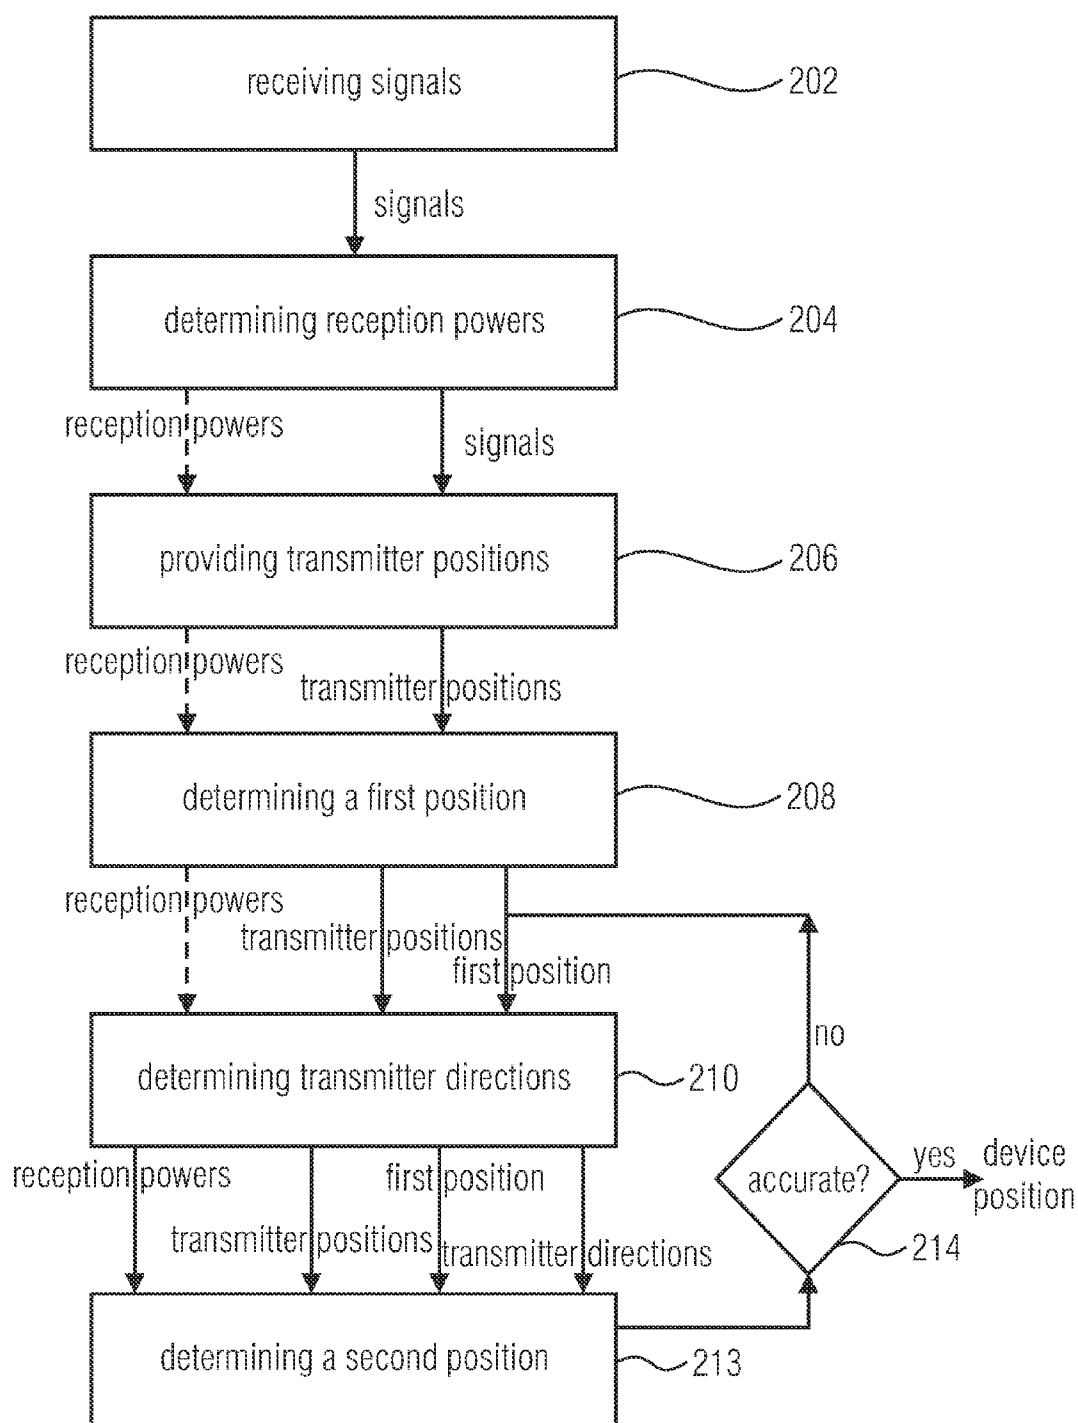 receiving signals
202
signals
determining reception powers
204
reception powers
signals
providing transmitter positions
206
reception powers
transmitter positions
determining a first position
208
reception powers
transmitter positions
first position
no
determining transmitter directions
210
accurate?
yes
device
position
214
reception powers
first position
transmitter positions
transmitter directions
determining a second position
213